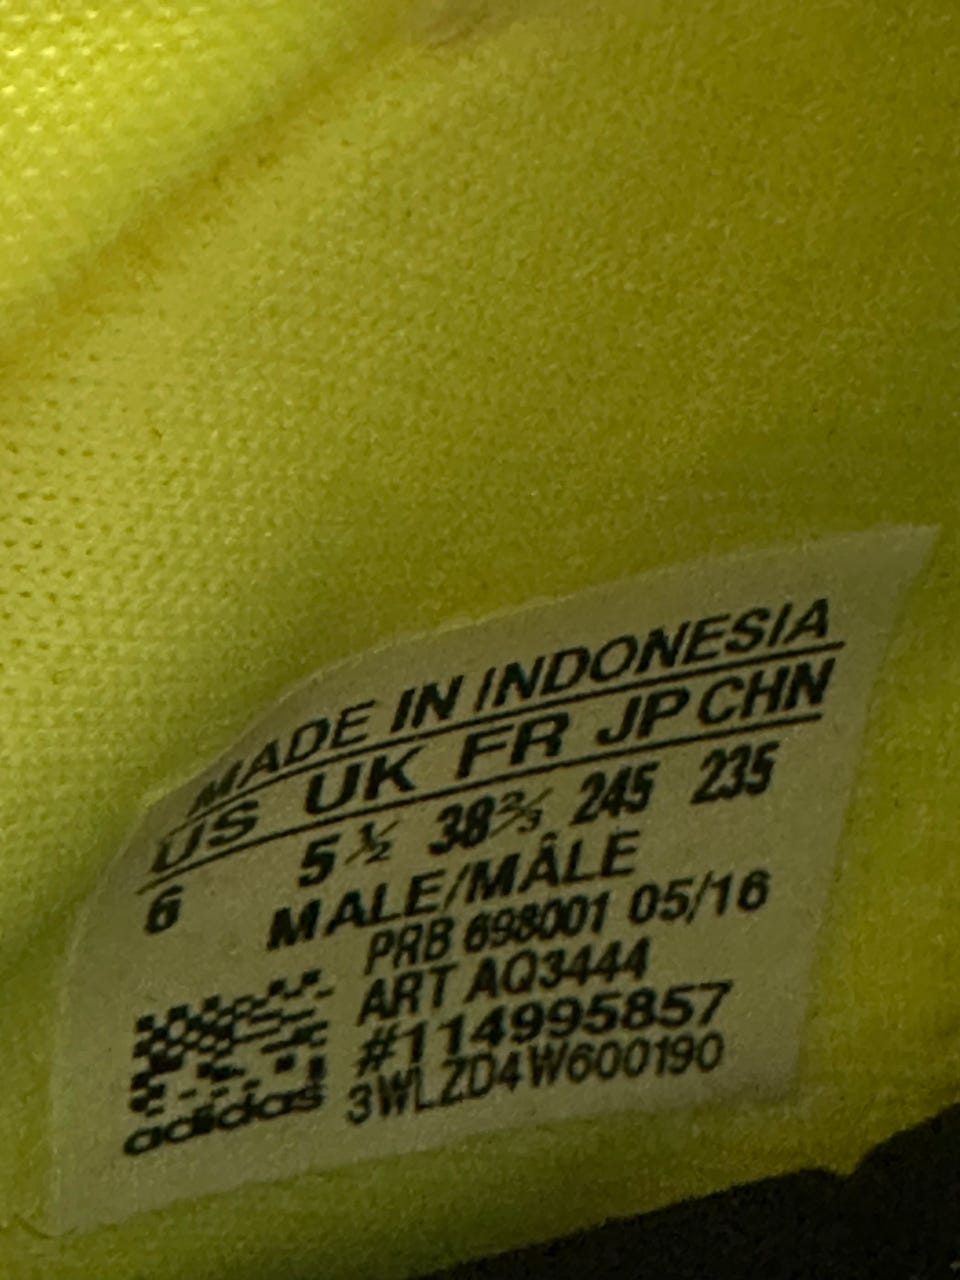 MADE IN INDONESIA
US UK FR JP CHN
6 5½ 38⅔ 245 235
MALE/MÂLE
PRB 698001 05/16
ART AQ3444
#114995857
3WLZD4W600190
adidas